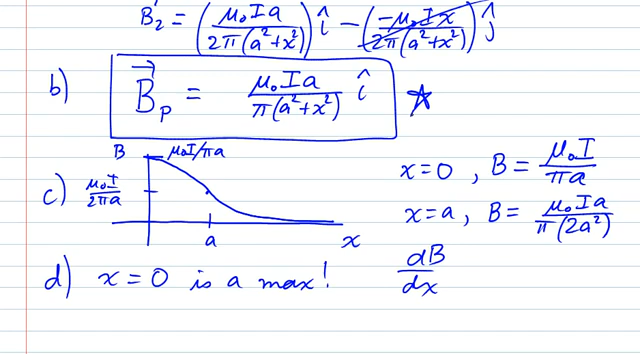 B₂' = (μ₀Ia / 2π(a²+x²)) î − (−μ₀Ix / 2π(a²+x²)) ĵ
b) B⃗ₚ = μ₀Ia / π(a²+x²) î ☆
B μ₀I/πa
c) μ₀I / 2πa
a x
x=0 , B = μ₀I / πa
x=a , B = μ₀Ia / π(2a²)
d) x=0 is a max! dB / dx